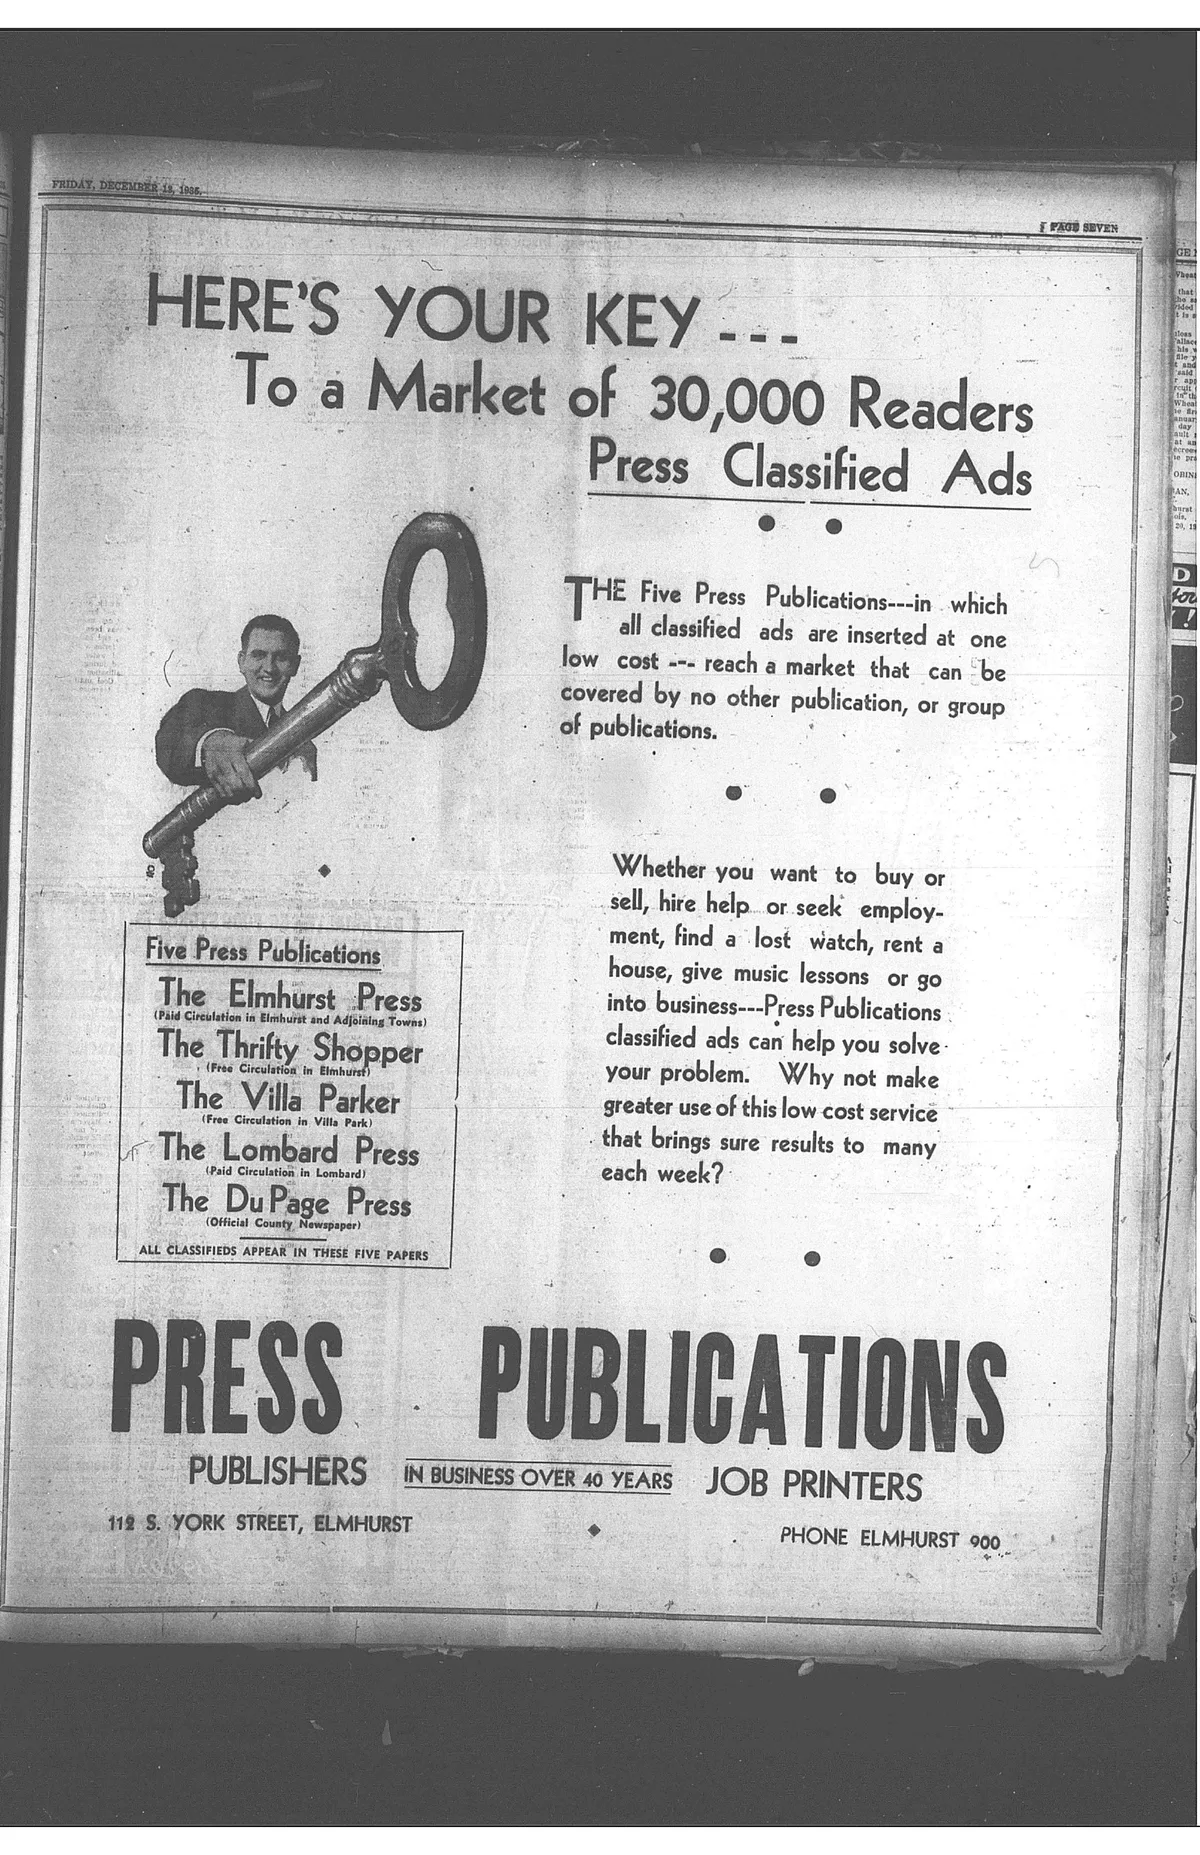 FRIDAY, DECEMBER 13, 1935.
PAGE SEVEN
HERE'S YOUR KEY ---
To a Market of 30,000 Readers
Press Classified Ads
THE Five Press Publications---in which
all classified ads are inserted at one
low cost --- reach a market that can be
covered by no other publication, or group
of publications.
Whether you want to buy or
sell, hire help or seek employ-
ment, find a lost watch, rent a
house, give music lessons or go
into business---Press Publications
classified ads can help you solve
your problem. Why not make
greater use of this low cost service
that brings sure results to many
each week?
Five Press Publications
The Elmhurst Press
(Paid Circulation in Elmhurst and Adjoining Towns)
The Thrifty Shopper
(Free Circulation in Elmhurst)
The Villa Parker
(Free Circulation in Villa Park)
The Lombard Press
(Paid Circulation in Lombard)
The DuPage Press
(Official County Newspaper)
ALL CLASSIFIEDS APPEAR IN THESE FIVE PAPERS
PRESS PUBLICATIONS
PUBLISHERS IN BUSINESS OVER 40 YEARS JOB PRINTERS
112 S. YORK STREET, ELMHURST
PHONE ELMHURST 900